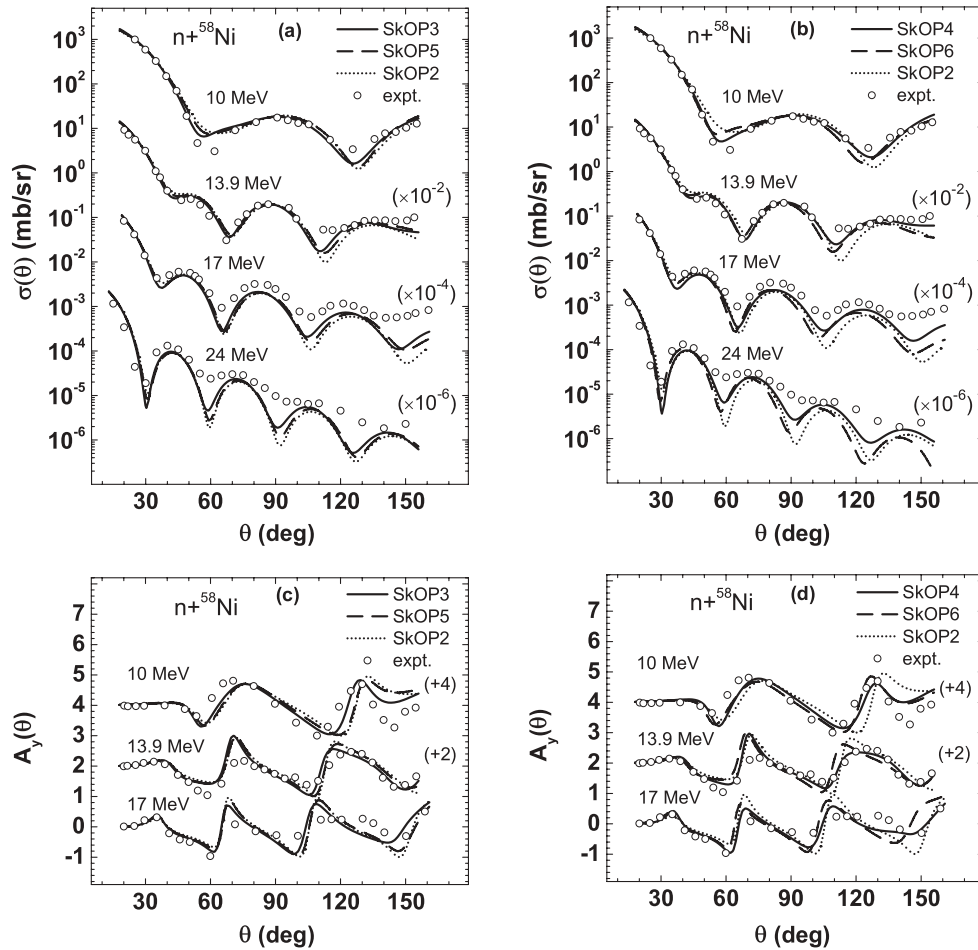 n+⁵⁸Ni
(a)
SkOP3
SkOP5
SkOP2
expt.
10 MeV
13.9 MeV
(×10⁻²)
17 MeV
(×10⁻⁴)
24 MeV
(×10⁻⁶)
10³
10²
10¹
10⁰
10⁻¹
10⁻²
10⁻³
10⁻⁴
10⁻⁵
10⁻⁶
σ(θ) (mb/sr)
30 60 90 120 150
θ (deg)
n+⁵⁸Ni
(b)
SkOP4
SkOP6
SkOP2
expt.
10 MeV
13.9 MeV
(×10⁻²)
17 MeV
(×10⁻⁴)
24 MeV
(×10⁻⁶)
10³
10²
10¹
10⁰
10⁻¹
10⁻²
10⁻³
10⁻⁴
10⁻⁵
10⁻⁶
σ(θ) (mb/sr)
30 60 90 120 150
θ (deg)
n+⁵⁸Ni
(c)
SkOP3
SkOP5
SkOP2
expt.
10 MeV
(+4)
13.9 MeV
(+2)
17 MeV
7
6
5
4
3
2
1
0
-1
A_y(θ)
30 60 90 120 150
θ (deg)
n+⁵⁸Ni
(d)
SkOP4
SkOP6
SkOP2
expt.
10 MeV
(+4)
13.9 MeV
(+2)
17 MeV
7
6
5
4
3
2
1
0
-1
A_y(θ)
30 60 90 120 150
θ (deg)